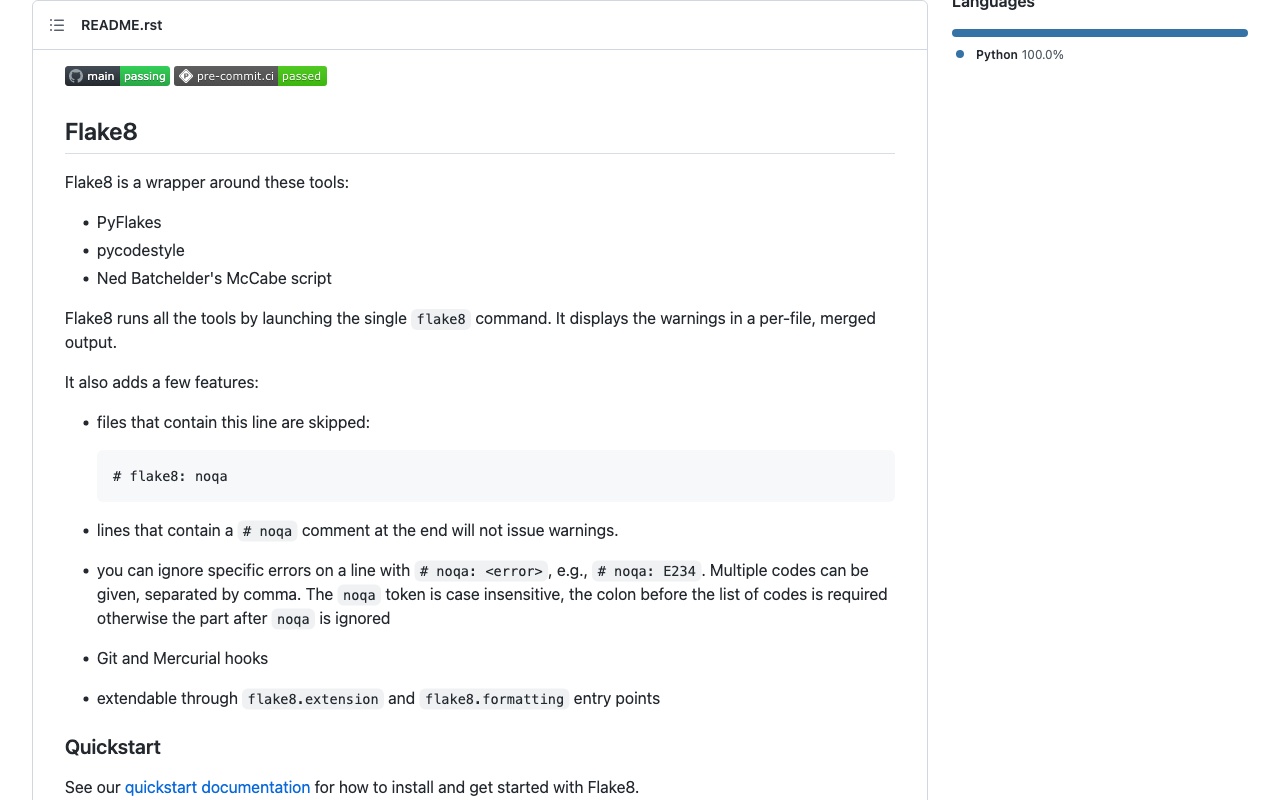 Languages
README.rst
Python 100.0%
main passing pre-commit.ci passed
Flake8
Flake8 is a wrapper around these tools:
• PyFlakes
• pycodestyle
• Ned Batchelder's McCabe script
Flake8 runs all the tools by launching the single flake8 command. It displays the warnings in a per-file, merged
output.
It also adds a few features:
• files that contain this line are skipped:
# flake8: noqa
• lines that contain a # noqa comment at the end will not issue warnings.
• you can ignore specific errors on a line with # noqa: <error>, e.g., # noqa: E234. Multiple codes can be
given, separated by comma. The noqa token is case insensitive, the colon before the list of codes is required
otherwise the part after noqa is ignored
• Git and Mercurial hooks
• extendable through flake8.extension and flake8.formatting entry points
Quickstart
See our quickstart documentation for how to install and get started with Flake8.